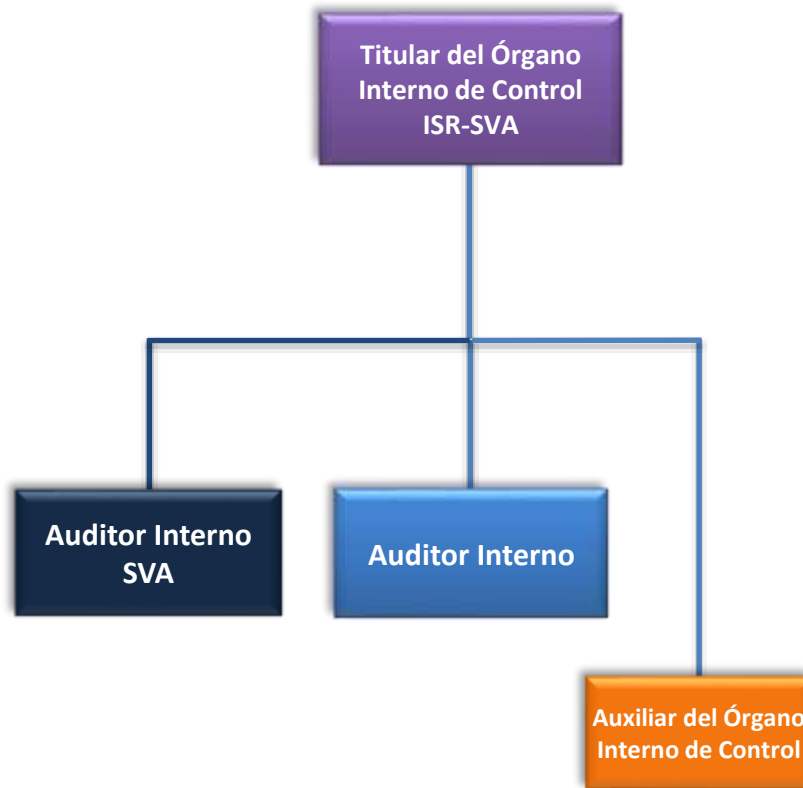 Titular del Órgano
Interno de Control
ISR-SVA
Auditor Interno
SVA
Auditor Interno
Auxiliar del Órgano
Interno de Control